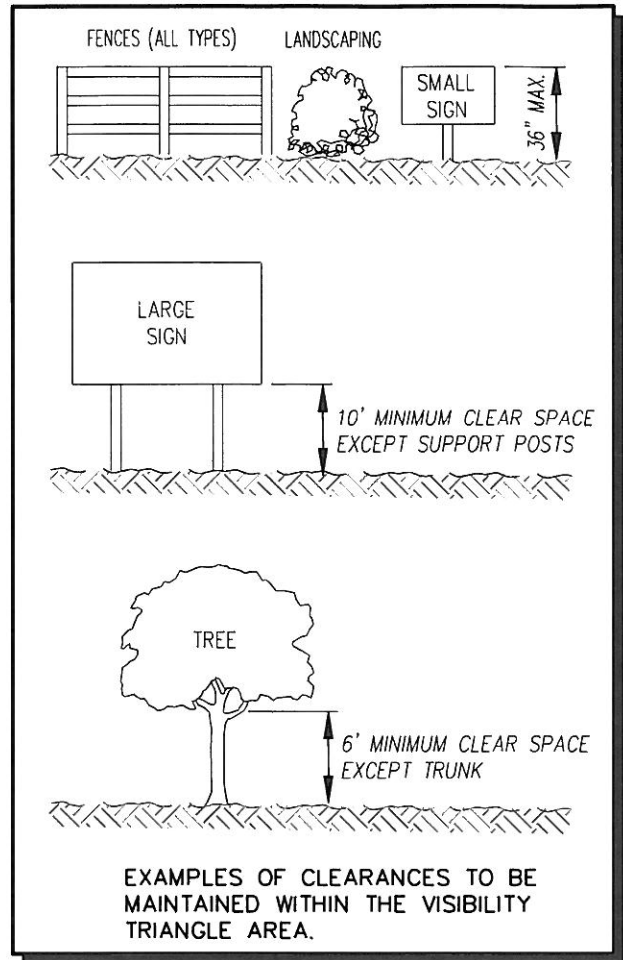 FENCES (ALL TYPES)
LANDSCAPING
SMALL
SIGN
36" MAX.
LARGE
SIGN
10' MINIMUM CLEAR SPACE
EXCEPT SUPPORT POSTS
TREE
6' MINIMUM CLEAR SPACE
EXCEPT TRUNK
EXAMPLES OF CLEARANCES TO BE
MAINTAINED WITHIN THE VISIBILITY
TRIANGLE AREA.